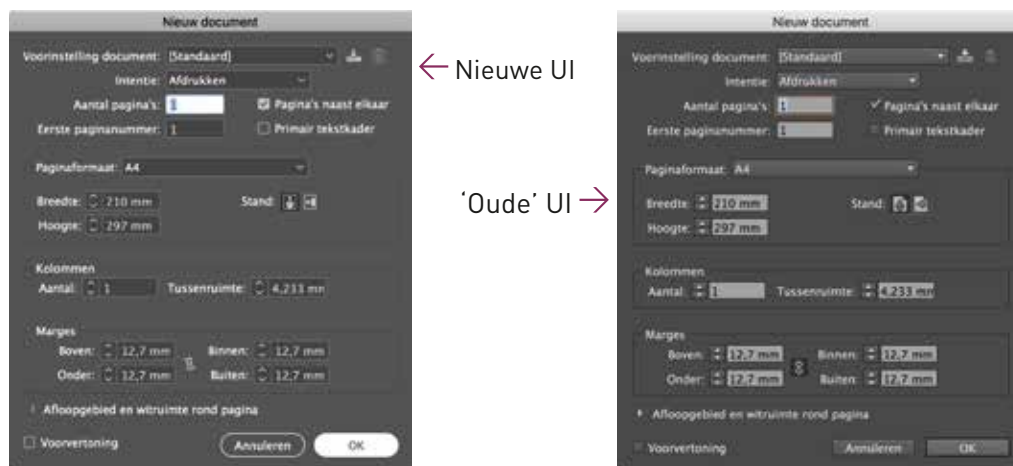 Nieuw document
Voorinstelling document: [Standaard]
Intentie: Afdrukken
Aantal pagina's: 1 Pagina's naast elkaar
Eerste paginanummer: 1 Primair tekstkader
Paginaformaat: A4
Breedte: 210 mm Stand:
Hoogte: 297 mm
Kolommen
Aantal: 1 Tussenruimte: 4,233 mm
Marges
Boven: 12,7 mm Binnen: 12,7 mm
Onder: 12,7 mm Buiten: 12,7 mm
Afloopgebied en witruimte rond pagina
Voorvertoning Annuleren OK
← Nieuwe UI
‘Oude’ UI →
Nieuw document
Voorinstelling document: [Standaard]
Intentie: Afdrukken
Aantal pagina's: 1 Pagina's naast elkaar
Eerste paginanummer: 1 Primair tekstkader
Paginaformaat: A4
Breedte: 210 mm Stand:
Hoogte: 297 mm
Kolommen
Aantal: 1 Tussenruimte: 4,233 mm
Marges
Boven: 12,7 mm Binnen: 12,7 mm
Onder: 12,7 mm Buiten: 12,7 mm
Afloopgebied en witruimte rond pagina
Voorvertoning Annuleren OK